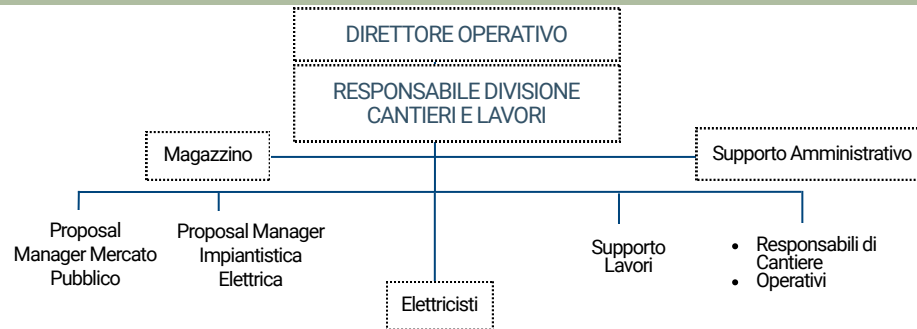 DIRETTORE OPERATIVO
RESPONSABILE DIVISIONE
CANTIERI E LAVORI
Magazzino
Supporto Amministrativo
Proposal
Manager Mercato
Pubblico
Proposal Manager
Impiantistica
Elettrica
Elettricisti
Supporto
Lavori
• Responsabili di
Cantiere
• Operativi